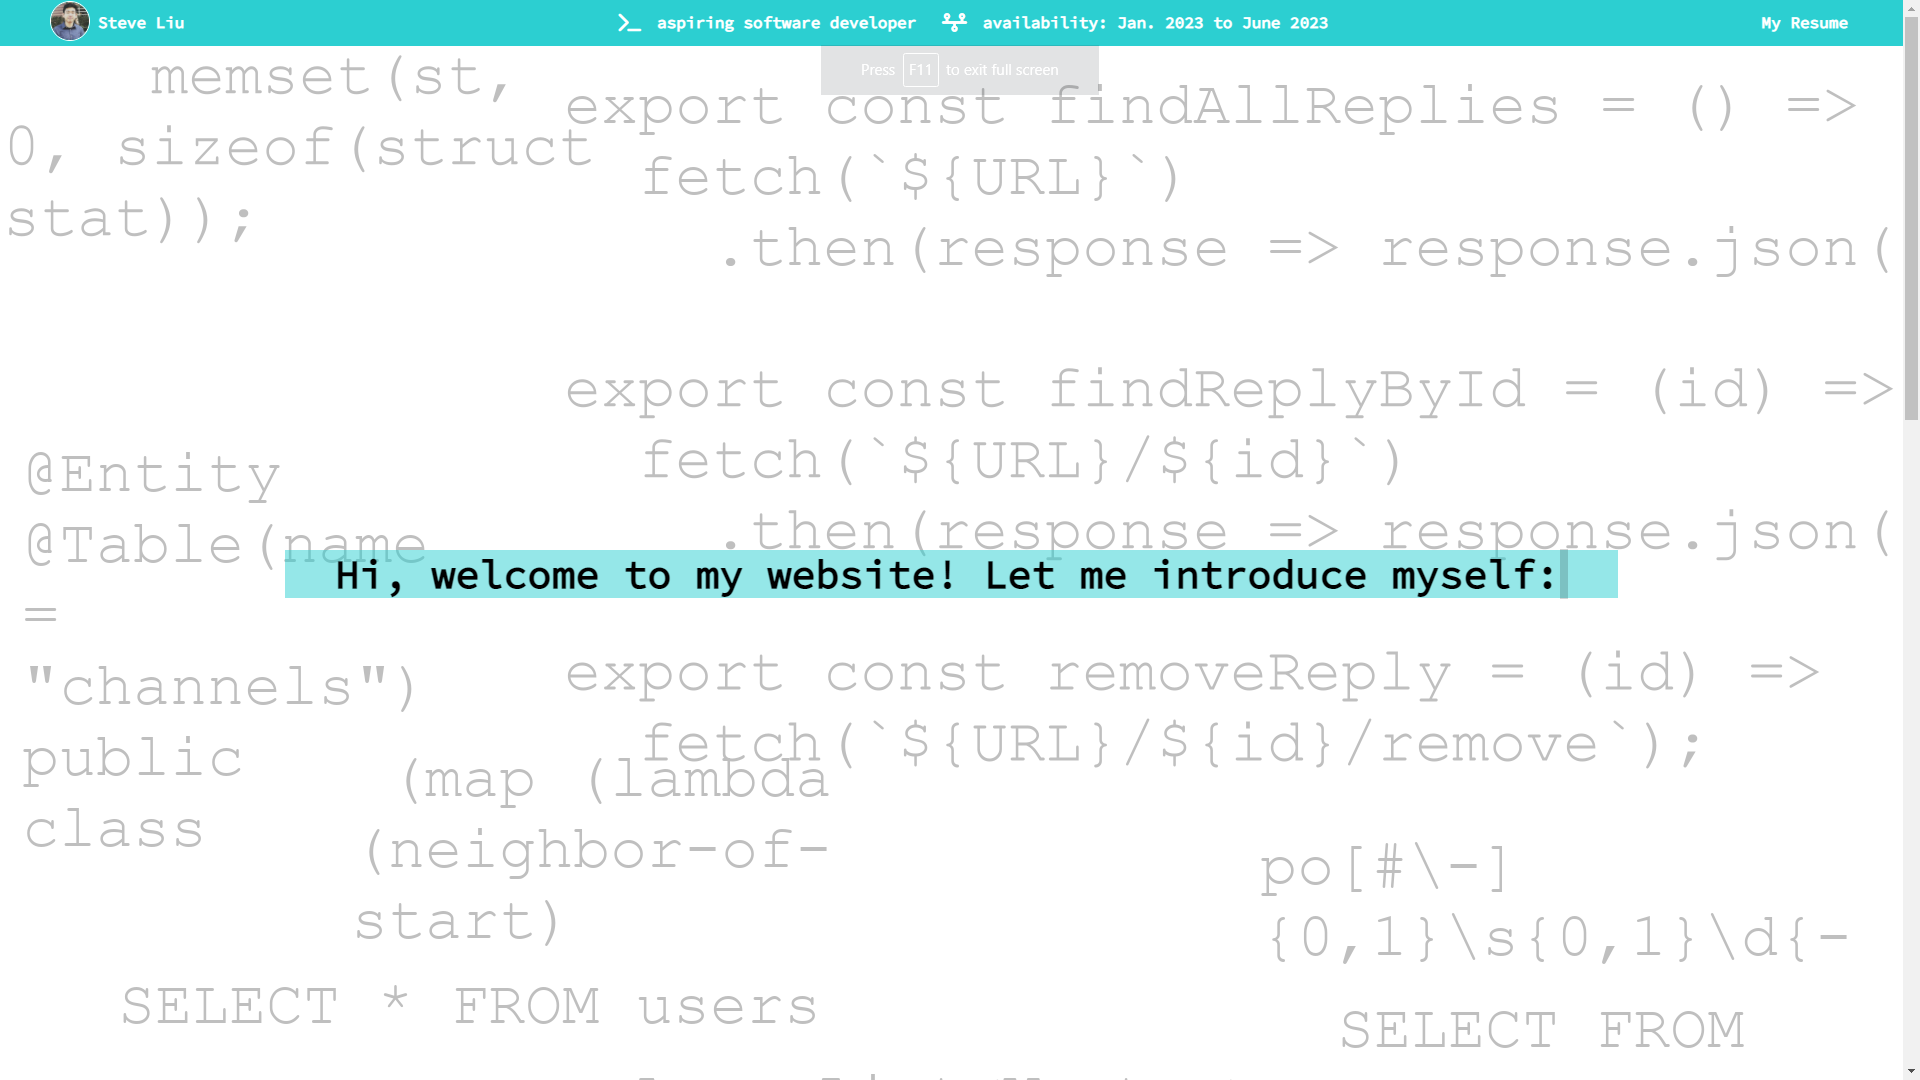 Steve Liu
aspiring software developer
availability: Jan. 2023 to June 2023
My Resume
Press F11 to exit full screen
memset(st,
0, sizeof(struct
stat));
export const findAllReplies = () =>
fetch(`${URL}`)
.then(response => response.json(
export const findReplyById = (id) =>
fetch(`${URL}/${id}`)
.then(response => response.json(
@Entity
@Table(name
=
"channels")
public
class
Hi, welcome to my website! Let me introduce myself:
export const removeReply = (id) =>
fetch(`${URL}/${id}/remove`);
(map (lambda
(neighbor-of-
start)
po[#\-]
{0,1}\s{0,1}\d{-
SELECT * FROM users
SELECT FROM